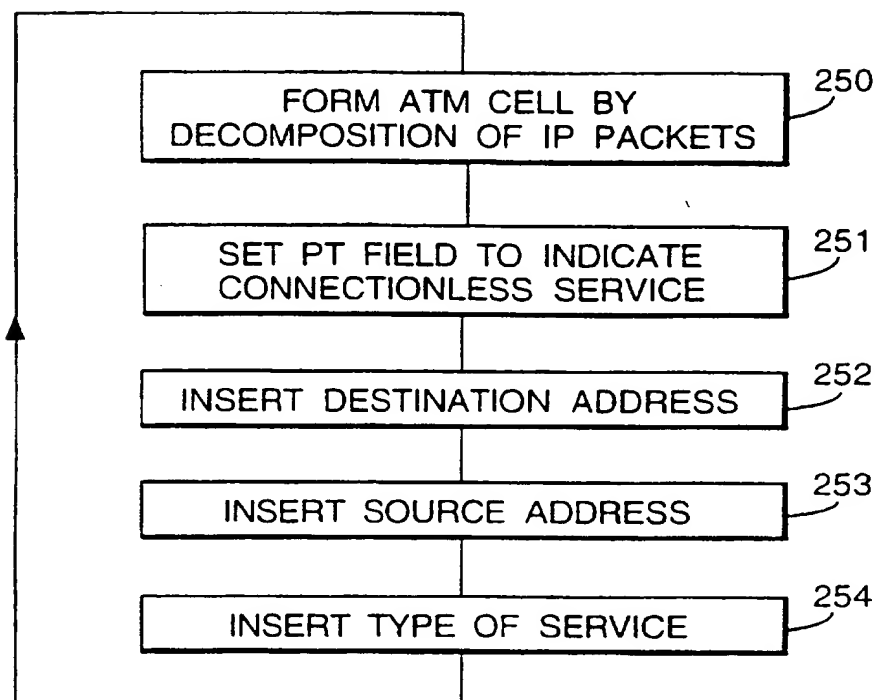 250
FORM ATM CELL BY
DECOMPOSITION OF IP PACKETS
251
SET PT FIELD TO INDICATE
CONNECTIONLESS SERVICE
252
INSERT DESTINATION ADDRESS
253
INSERT SOURCE ADDRESS
254
INSERT TYPE OF SERVICE